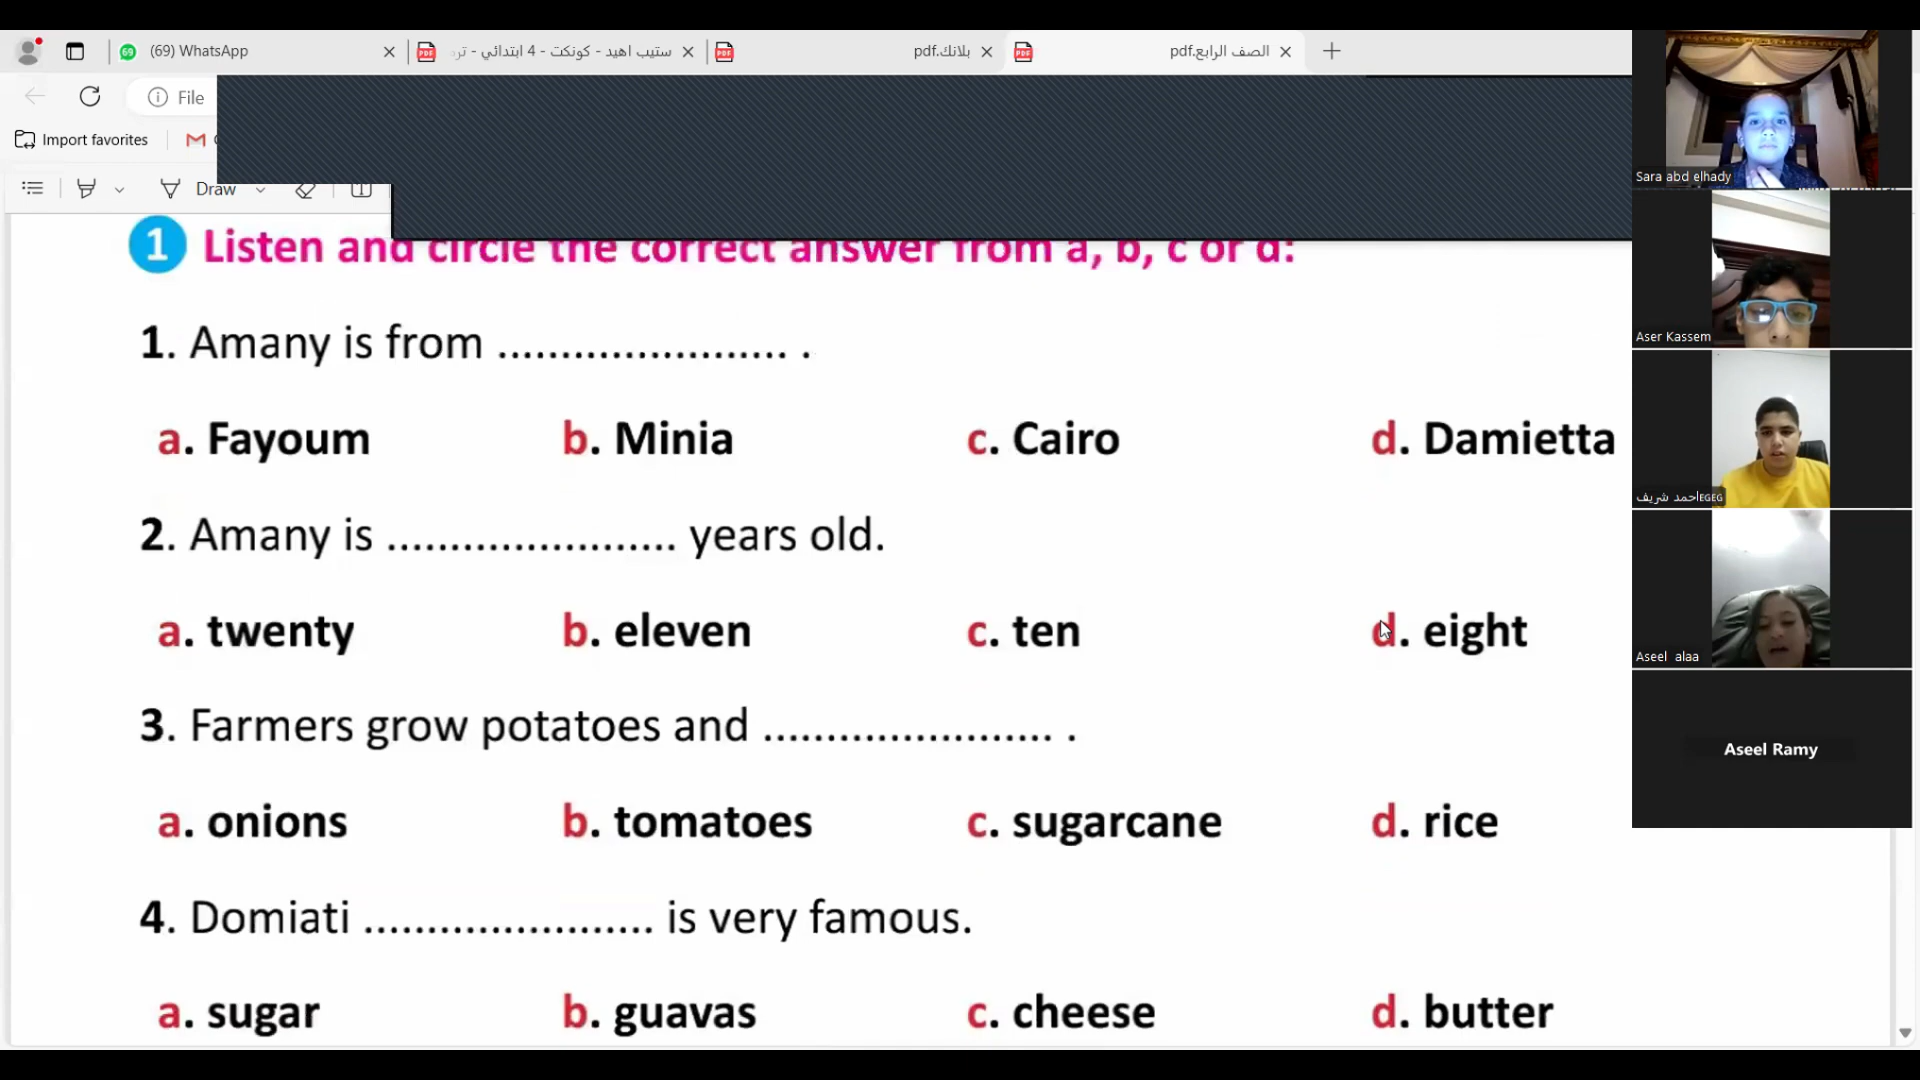 (69) WhatsApp
ستيب اهيد - كونكت - 4 ابتدائي - تر
بلانك.pdf
الصف الرابع.pdf
File
Import favorites
Draw
1 Listen and circle the correct answer from a, b, c or d:
1. Amany is from ....................... .
a. Fayoum b. Minia c. Cairo d. Damietta
2. Amany is ....................... years old.
a. twenty b. eleven c. ten d. eight
3. Farmers grow potatoes and ....................... .
a. onions b. tomatoes c. sugarcane d. rice
4. Domiati ....................... is very famous.
a. sugar b. guavas c. cheese d. butter
Sara abd elhady
Aser Kassem
احمد شريفEGEG
Aseel alaa
Aseel Ramy